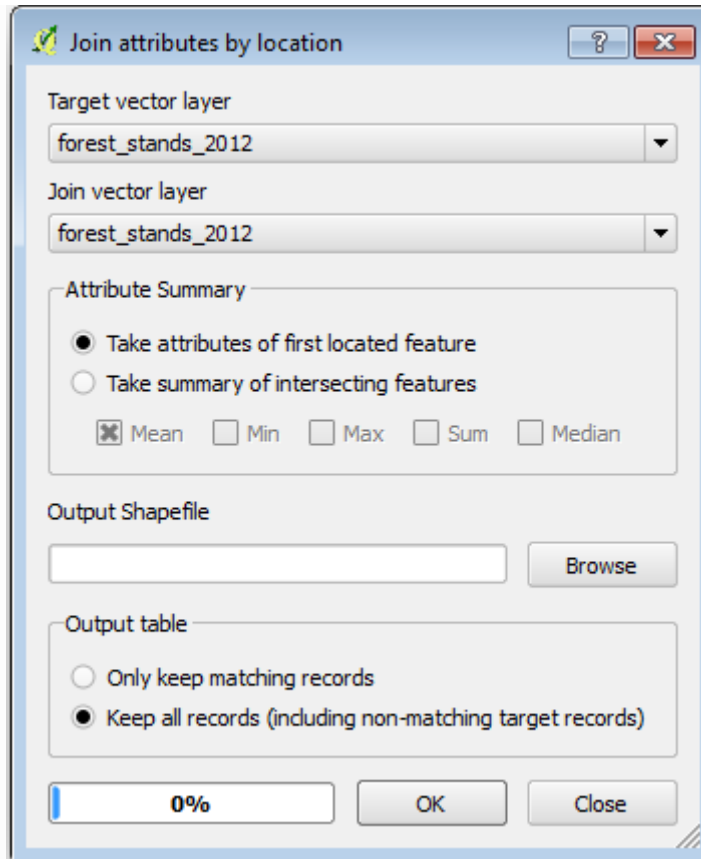 Join attributes by location
?
Target vector layer
forest_stands_2012
Join vector layer
forest_stands_2012
Attribute Summary
Take attributes of first located feature
Take summary of intersecting features
Mean Min Max Sum Median
Output Shapefile
Browse
Output table
Only keep matching records
Keep all records (including non-matching target records)
0% OK Close